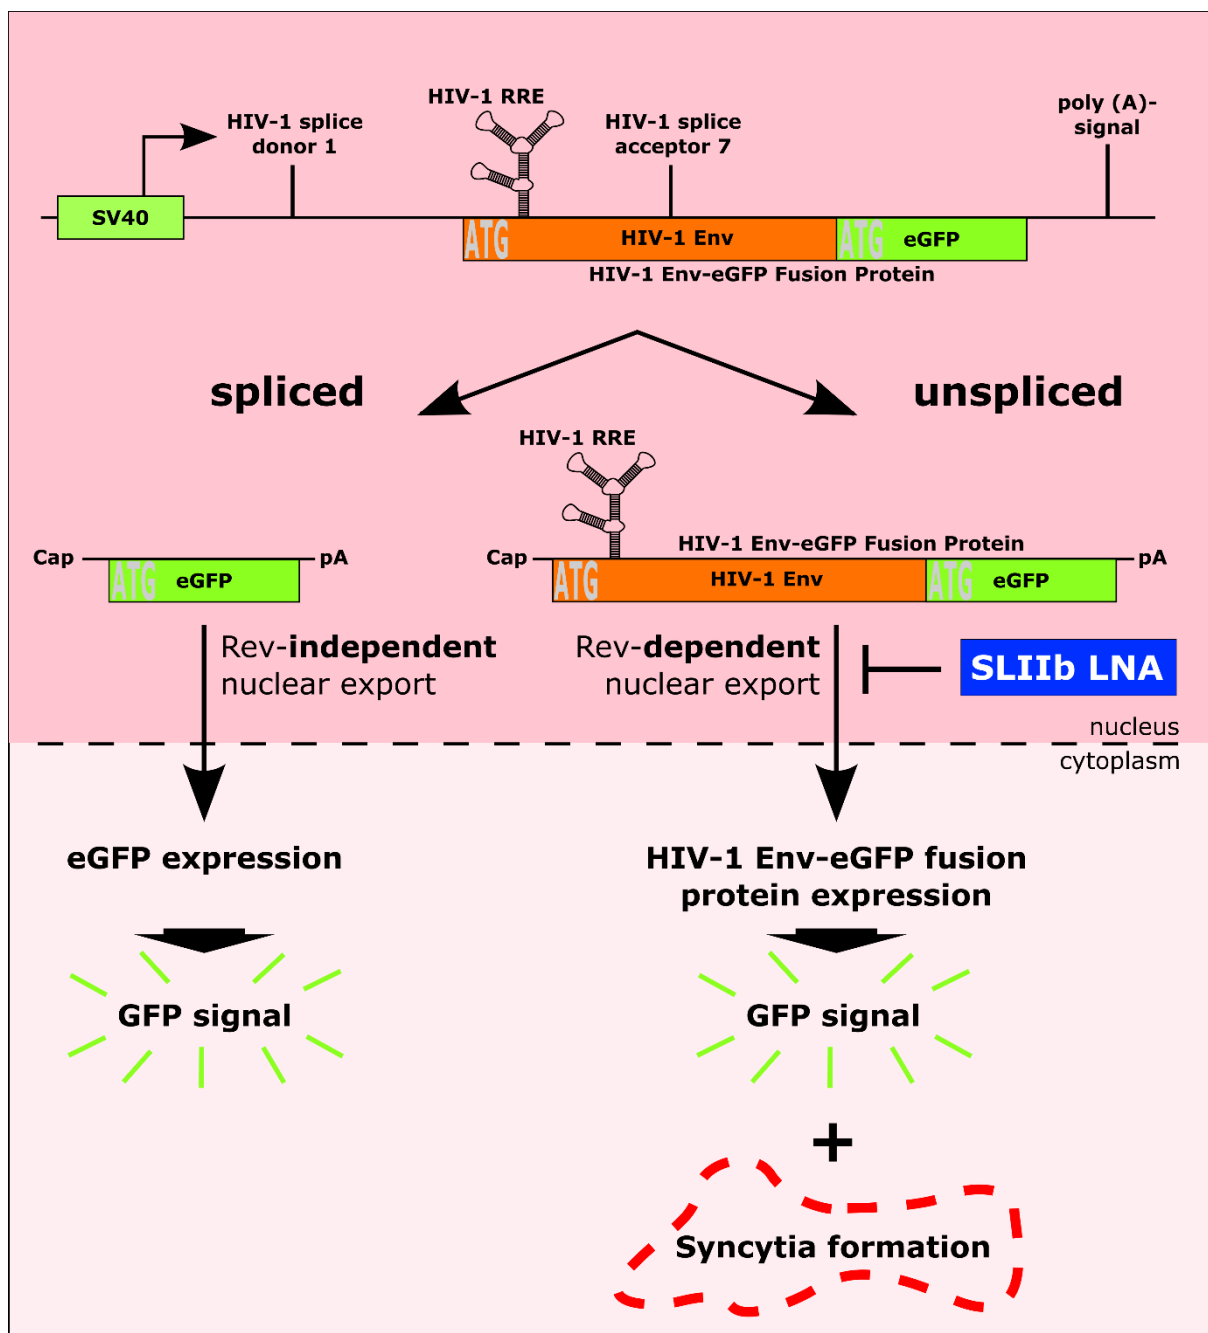 HIV-1 RRE
HIV-1 splice
donor 1
HIV-1 splice
acceptor 7
poly (A)-
signal
SV40
ATG
HIV-1 Env
ATG
eGFP
HIV-1 Env-eGFP Fusion Protein
spliced
unspliced
HIV-1 RRE
Cap
pA
ATG
eGFP
Cap
HIV-1 Env-eGFP Fusion Protein
pA
ATG
HIV-1 Env
ATG
eGFP
Rev-independent
nuclear export
Rev-dependent
nuclear export
SLIIb LNA
nucleus
cytoplasm
eGFP expression
HIV-1 Env-eGFP fusion
protein expression
GFP signal
GFP signal
+
Syncytia formation